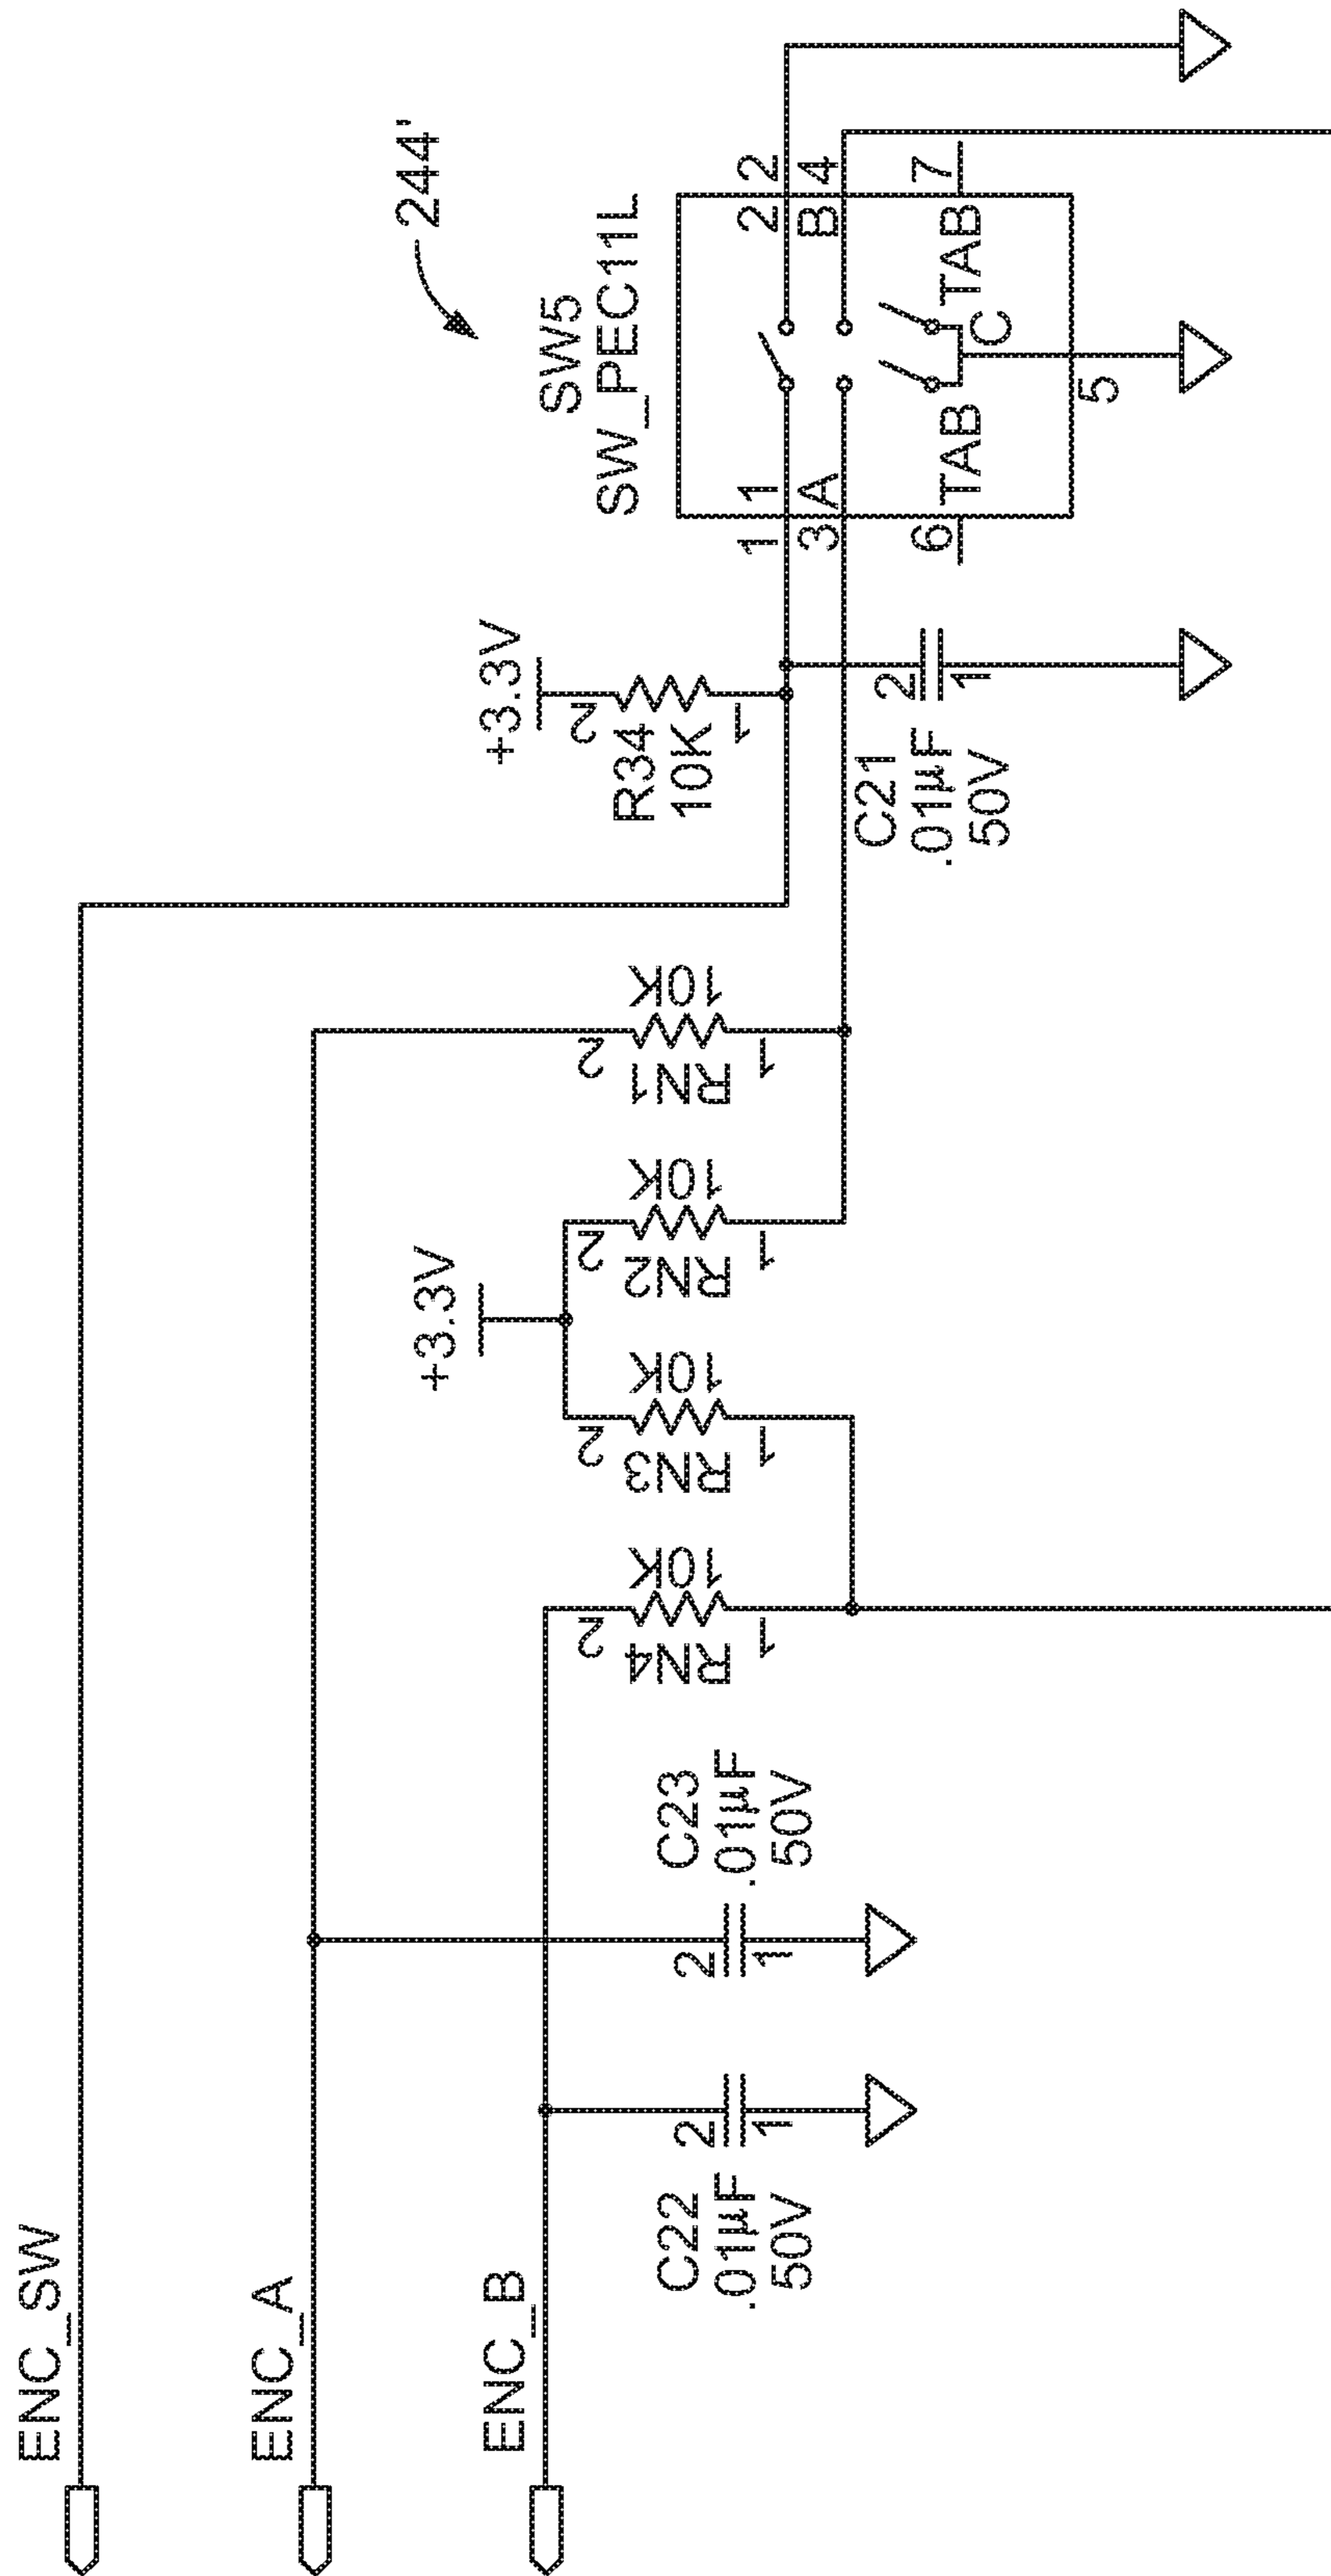 ENC_SW
ENC_A
ENC_B
C22
.01µF
50V
2
1
C23
.01µF
50V
2
1
RN4
10K
2
1
RN3
10K
2
1
+3.3V
RN2
10K
2
1
RN1
10K
2
1
+3.3V
R34
10K
2
1
C21
.01µF
50V
2
1
244'
SW5
SW_PEC11L
1 1
2 2
3 A
B 4
6 TAB
TAB 7
C
5